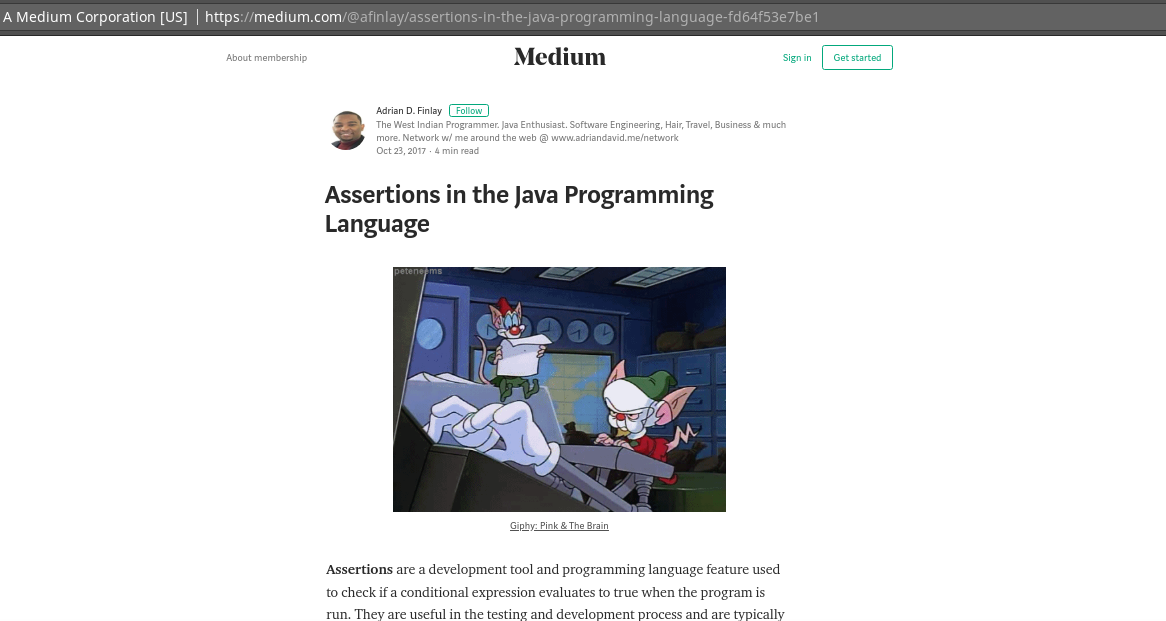 A Medium Corporation [US] | https://medium.com/@afinlay/assertions-in-the-java-programming-language-fd64f53e7be1
About membership
Medium
Sign in
Get started
Adrian D. Finlay
Follow
The West Indian Programmer. Java Enthusiast. Software Engineering, Hair, Travel, Business & much
more. Network w/ me around the web @ www.adriandavid.me/network
Oct 23, 2017 · 4 min read
Assertions in the Java Programming
Language
peteneems
Giphy: Pink & The Brain
Assertions are a development tool and programming language feature used
to check if a conditional expression evaluates to true when the program is
run. They are useful in the testing and development process and are typically